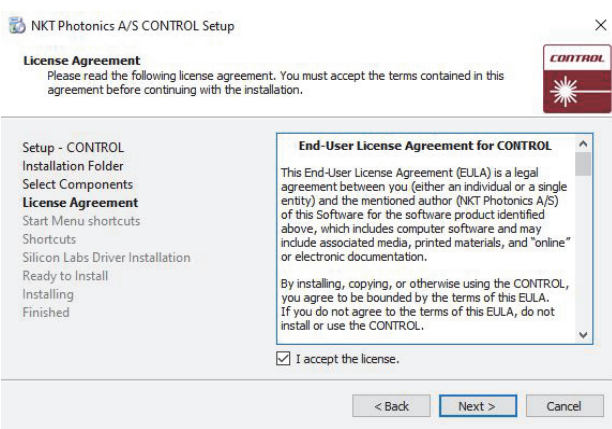 NKT Photonics A/S CONTROL Setup
License Agreement
Please read the following license agreement. You must accept the terms contained in this
agreement before continuing with the installation.
CONTROL
Setup - CONTROL
Installation Folder
Select Components
License Agreement
Start Menu shortcuts
Shortcuts
Silicon Labs Driver Installation
Ready to Install
Installing
Finished
End-User License Agreement for CONTROL
This End-User License Agreement (EULA) is a legal
agreement between you (either an individual or a single
entity) and the mentioned author (NKT Photonics A/S)
of this Software for the software product identified
above, which includes computer software and may
include associated media, printed materials, and “online”
or electronic documentation.
By installing, copying, or otherwise using the CONTROL,
you agree to be bounded by the terms of this EULA.
If you do not agree to the terms of this EULA, do not
install or use the CONTROL.
I accept the license.
< Back
Next >
Cancel